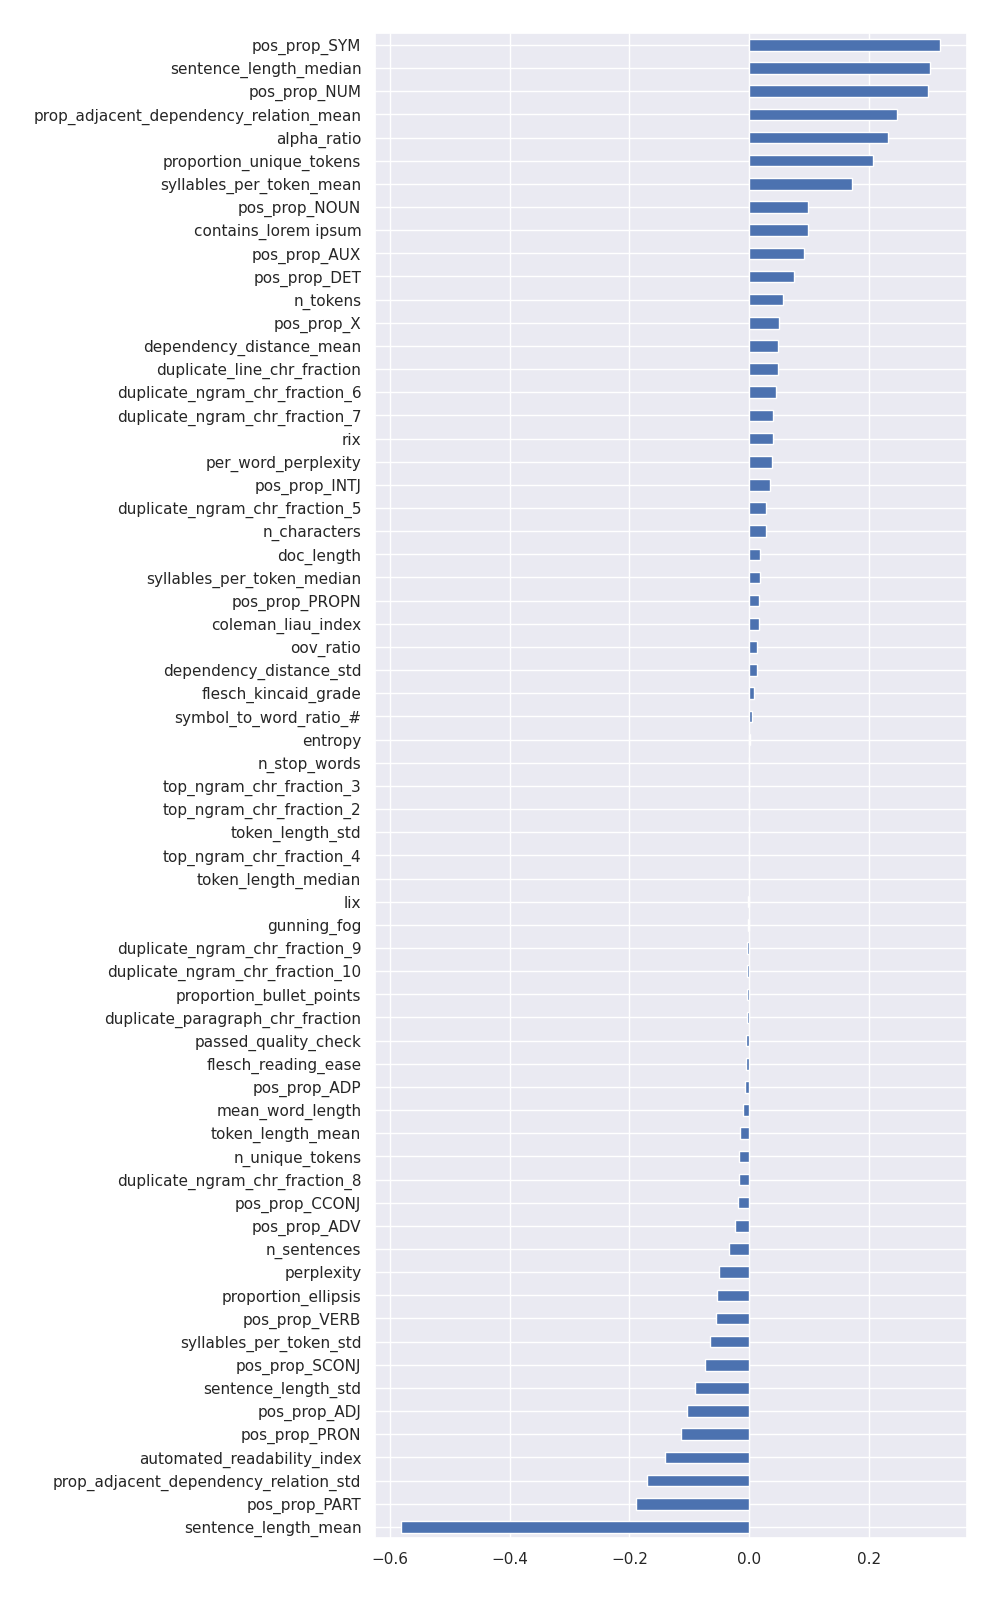 pos_prop_SYM
sentence_length_median
pos_prop_NUM
prop_adjacent_dependency_relation_mean
alpha_ratio
proportion_unique_tokens
syllables_per_token_mean
pos_prop_NOUN
contains_lorem ipsum
pos_prop_AUX
pos_prop_DET
n_tokens
pos_prop_X
dependency_distance_mean
duplicate_line_chr_fraction
duplicate_ngram_chr_fraction_6
duplicate_ngram_chr_fraction_7
rix
per_word_perplexity
pos_prop_INTJ
duplicate_ngram_chr_fraction_5
n_characters
doc_length
syllables_per_token_median
pos_prop_PROPN
coleman_liau_index
oov_ratio
dependency_distance_std
flesch_kincaid_grade
symbol_to_word_ratio_#
entropy
n_stop_words
top_ngram_chr_fraction_3
top_ngram_chr_fraction_2
token_length_std
top_ngram_chr_fraction_4
token_length_median
lix
gunning_fog
duplicate_ngram_chr_fraction_9
duplicate_ngram_chr_fraction_10
proportion_bullet_points
duplicate_paragraph_chr_fraction
passed_quality_check
flesch_reading_ease
pos_prop_ADP
mean_word_length
token_length_mean
n_unique_tokens
duplicate_ngram_chr_fraction_8
pos_prop_CCONJ
pos_prop_ADV
n_sentences
perplexity
proportion_ellipsis
pos_prop_VERB
syllables_per_token_std
pos_prop_SCONJ
sentence_length_std
pos_prop_ADJ
pos_prop_PRON
automated_readability_index
prop_adjacent_dependency_relation_std
pos_prop_PART
sentence_length_mean
−0.6 −0.4 −0.2 0.0 0.2